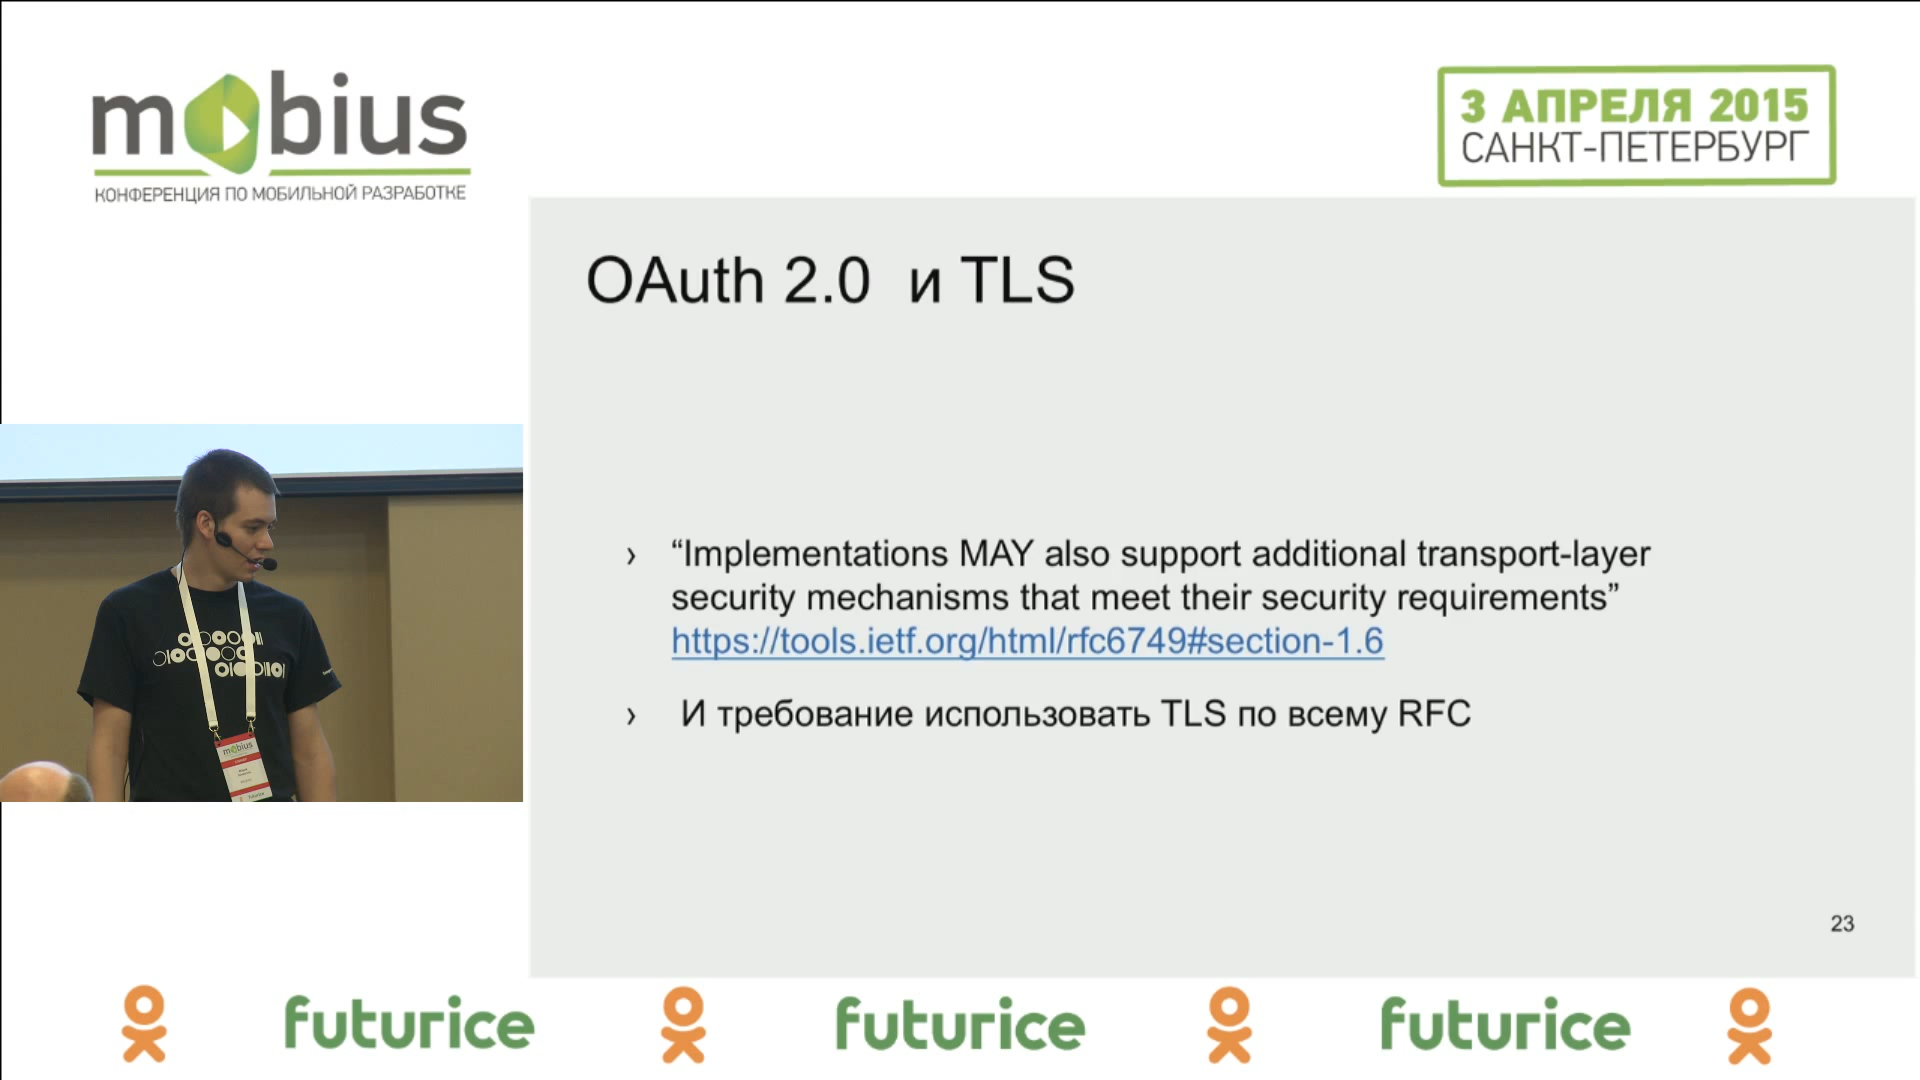 mobius
КОНФЕРЕНЦИЯ ПО МОБИЛЬНОЙ РАЗРАБОТКЕ
3 АПРЕЛЯ 2015
САНКТ-ПЕТЕРБУРГ
OAuth 2.0 и TLS
› “Implementations MAY also support additional transport-layer
security mechanisms that meet their security requirements”
https://tools.ietf.org/html/rfc6749#section-1.6
› И требование использовать TLS по всему RFC
23
mobius
futurice futurice futurice